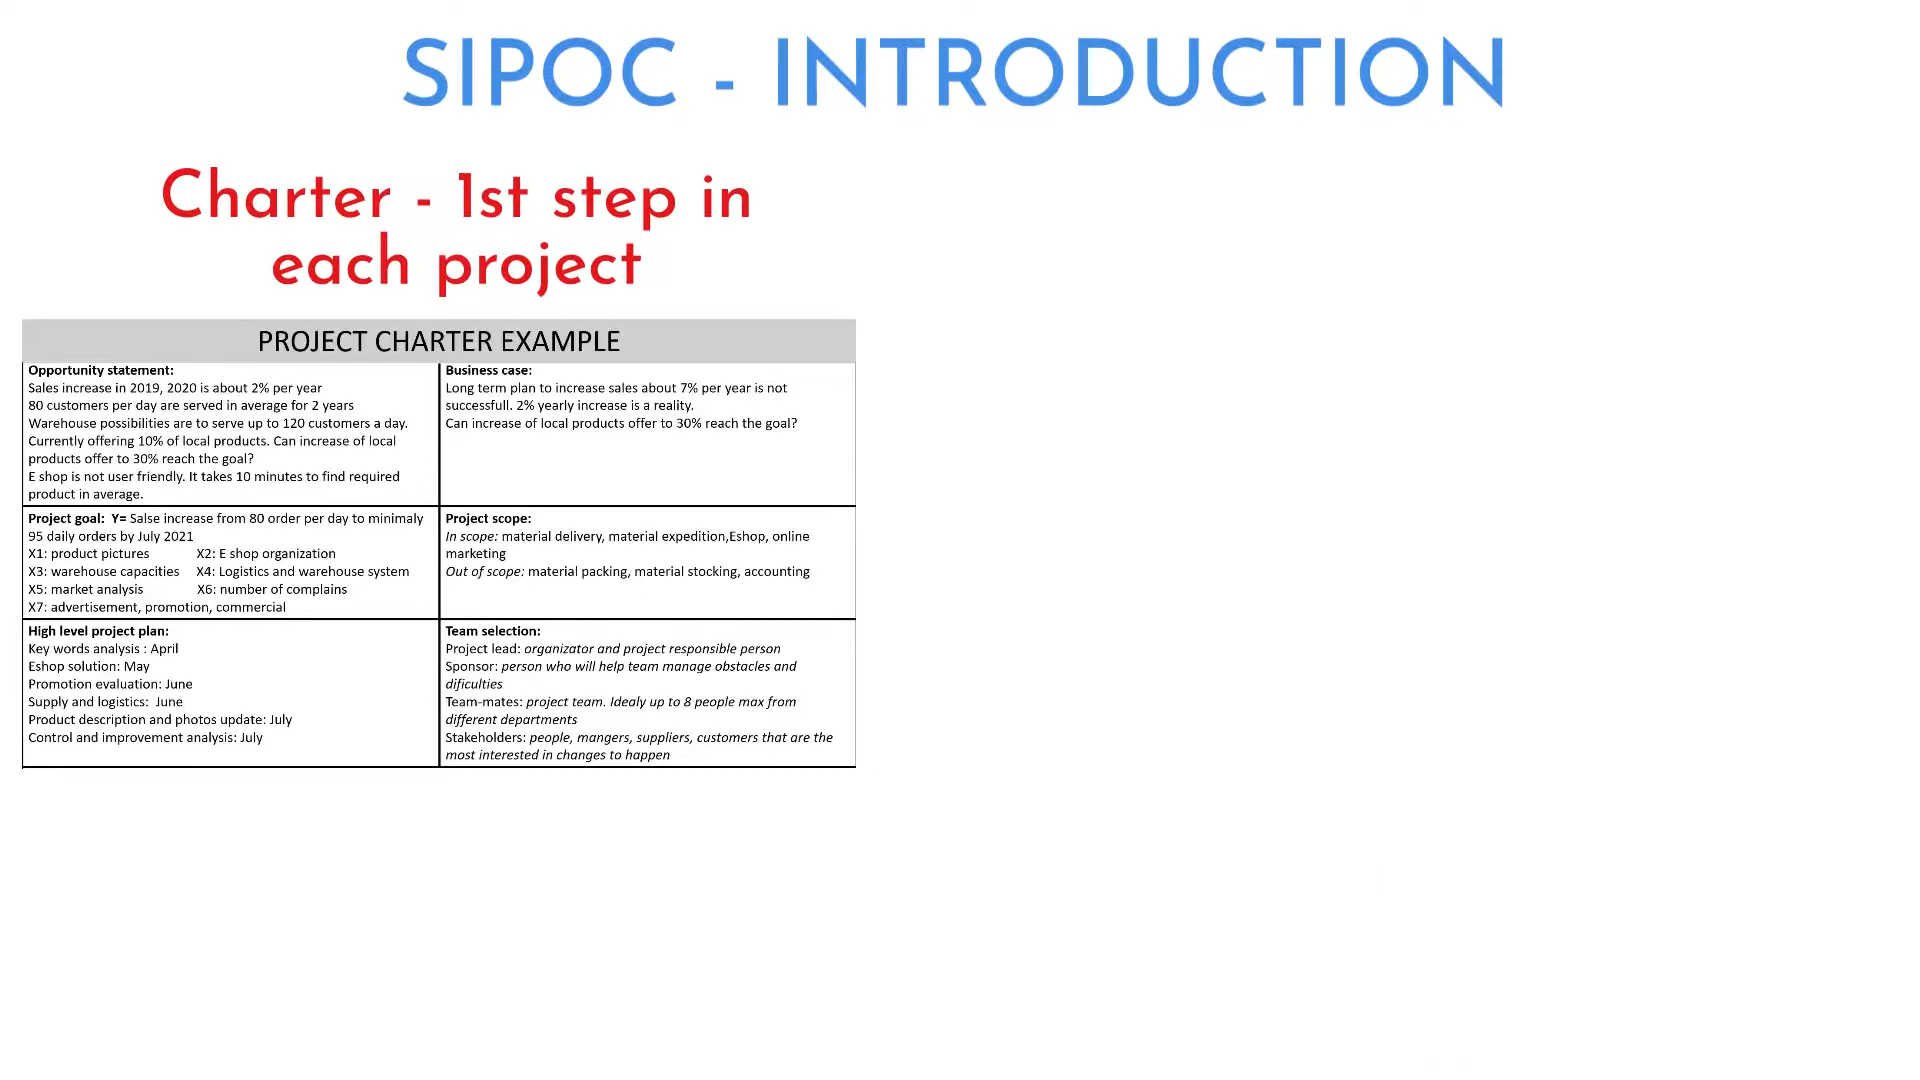 SIPOC - INTRODUCTION
Charter - 1st step in
each project
PROJECT CHARTER EXAMPLE
Opportunity statement:
Sales increase in 2019, 2020 is about 2% per year
80 customers per day are served in average for 2 years
Warehouse possibilities are to serve up to 120 customers a day.
Currently offering 10% of local products. Can increase of local
products offer to 30% reach the goal?
E shop is not user friendly. It takes 10 minutes to find required
product in average.
Business case:
Long term plan to increase sales about 7% per year is not
successfull. 2% yearly increase is a reality.
Can increase of local products offer to 30% reach the goal?
Project goal: Y= Salse increase from 80 order per day to minimaly
95 daily orders by July 2021
X1: product pictures X2: E shop organization
X3: warehouse capacities X4: Logistics and warehouse system
X5: market analysis X6: number of complains
X7: advertisement, promotion, commercial
Project scope:
In scope: material delivery, material expedition,Eshop, online
marketing
Out of scope: material packing, material stocking, accounting
High level project plan:
Key words analysis : April
Eshop solution: May
Promotion evaluation: June
Supply and logistics: June
Product description and photos update: July
Control and improvement analysis: July
Team selection:
Project lead: organizator and project responsible person
Sponsor: person who will help team manage obstacles and
dificulties
Team-mates: project team. Idealy up to 8 people max from
different departments
Stakeholders: people, mangers, suppliers, customers that are the
most interested in changes to happen